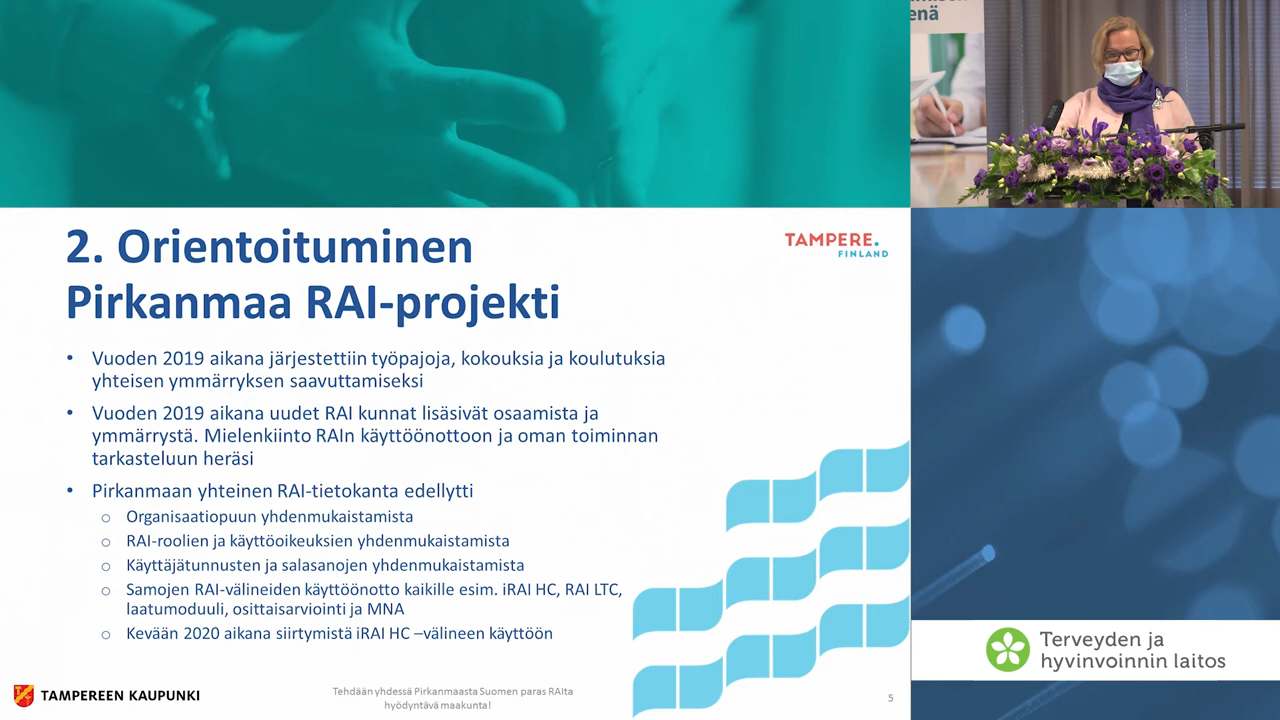 enä
2. Orientoituminen
Pirkanmaa RAI-projekti
TAMPERE.
FINLAND
• Vuoden 2019 aikana järjestettiin työpajoja, kokouksia ja koulutuksia
yhteisen ymmärryksen saavuttamiseksi
• Vuoden 2019 aikana uudet RAI kunnat lisäsivät osaamista ja
ymmärrystä. Mielenkiinto RAIn käyttöönottoon ja oman toiminnan
tarkasteluun heräsi
• Pirkanmaan yhteinen RAI-tietokanta edellytti
o Organisaatiopuun yhdenmukaistamista
o RAI-roolien ja käyttöoikeuksien yhdenmukaistamista
o Käyttäjätunnusten ja salasanojen yhdenmukaistamista
o Samojen RAI-välineiden käyttöönotto kaikille esim. iRAI HC, RAI LTC,
laatumoduuli, osittaisarviointi ja MNA
o Kevään 2020 aikana siirtymistä iRAI HC –välineen käyttöön
Terveyden ja
hyvinvoinnin laitos
TAMPEREEN KAUPUNKI
Tehdään yhdessä Pirkanmaasta Suomen paras RAIta
hyödyntävä maakunta!
5